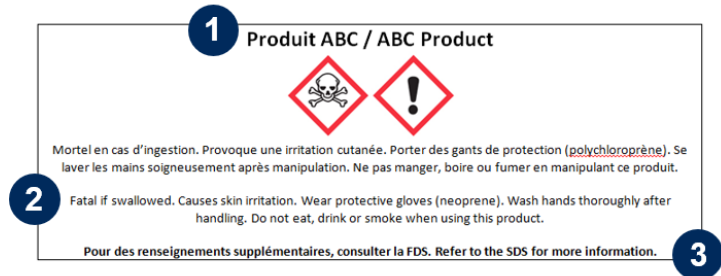 1
Produit ABC / ABC Product
Mortel en cas d'ingestion. Provoque une irritation cutanée. Porter des gants de protection (polychloroprène). Se
laver les mains soigneusement après manipulation. Ne pas manger, boire ou fumer en manipulant ce produit.
2
Fatal if swallowed. Causes skin irritation. Wear protective gloves (neoprene). Wash hands thoroughly after
handling. Do not eat, drink or smoke when using this product.
Pour des renseignements supplémentaires, consulter la FDS. Refer to the SDS for more information.
3